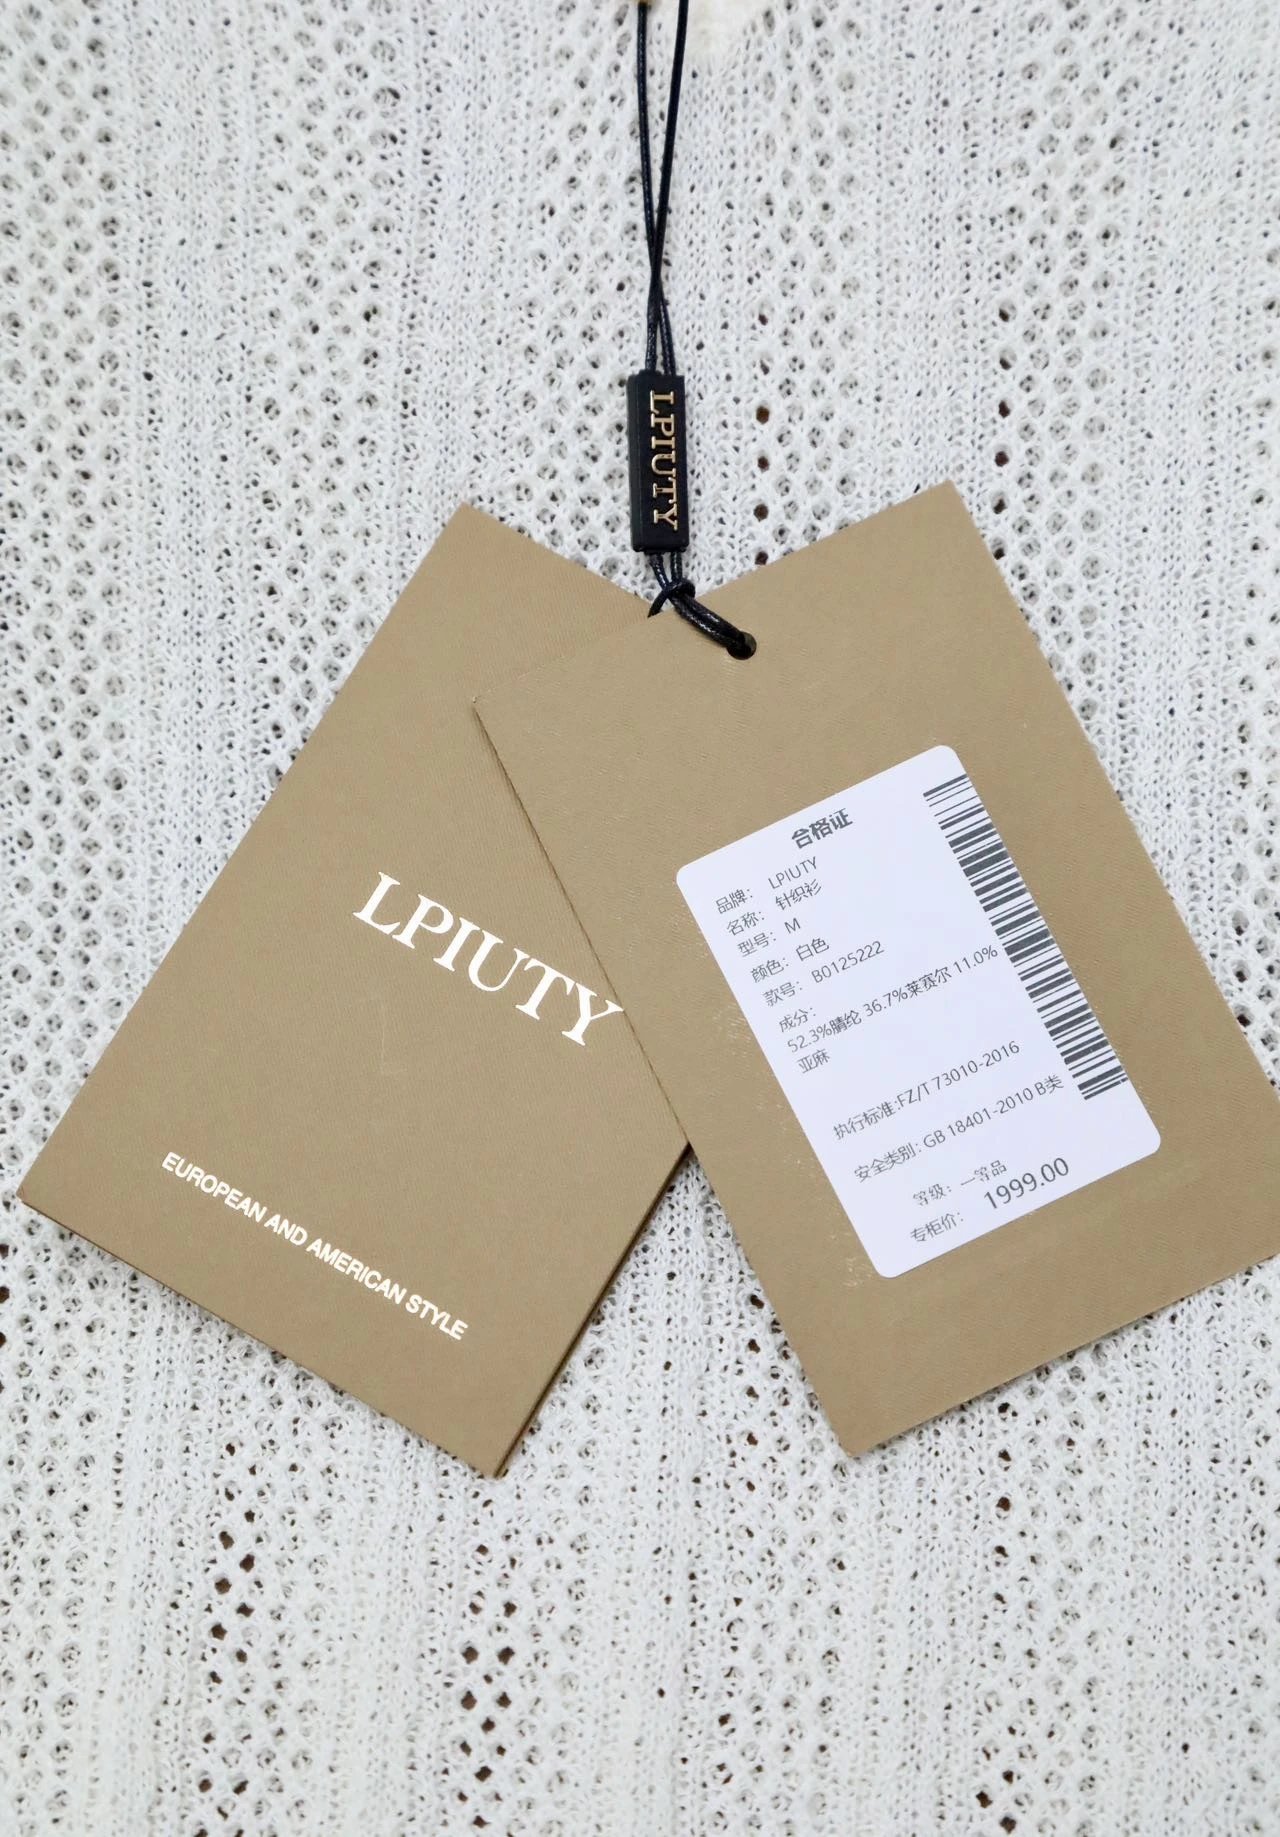 LPIUTY
LPIUTY
EUROPEAN AND AMERICAN STYLE
合格证
品牌： LPIUTY
名称： 针织衫
型号： M
颜色： 白色
款号： B0125222
成分：
52.3%腈纶 36.7%莱赛尔 11.0%
亚麻
执行标准:FZ/T 73010-2016
安全类别: GB 18401-2010 B类
等级： 一等品
专柜价： 1999.00